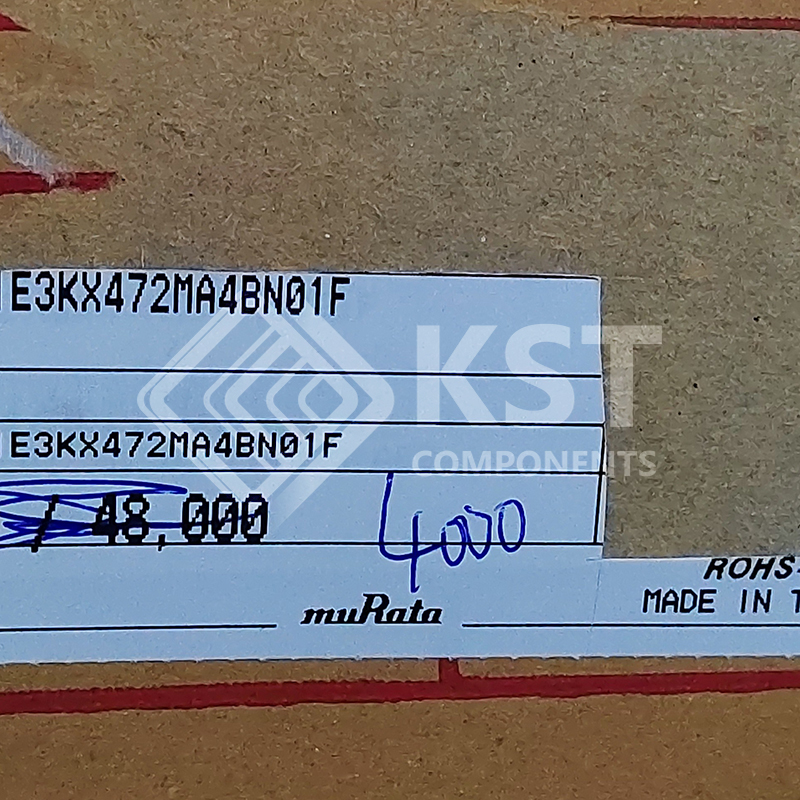 E3KX472MA4BN01F
KST
COMPONENTS
E3KX472MA4BN01F
/ 48,000
4000
muRata
ROHS
MADE IN T